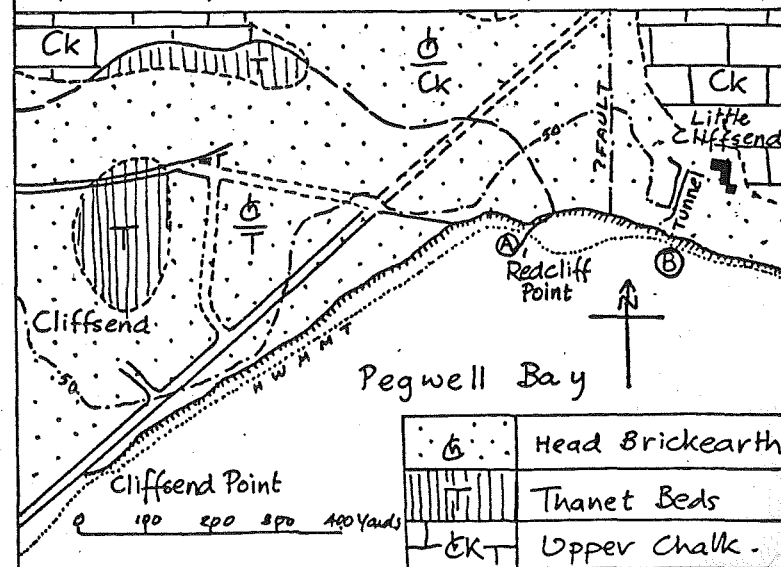 Ck
T
Ᵹ
Ck
Ck
50
? FAULT
Little
Cliffsend
Tunnel
T
T
A
Redcliff
Point
B
N
Cliffsend
50
H W M M T
Pegwell Bay
Cliffsend Point
0 100 200 300 400 Yards
Head Brickearth
T Thanet Beds
CK Upper Chalk.